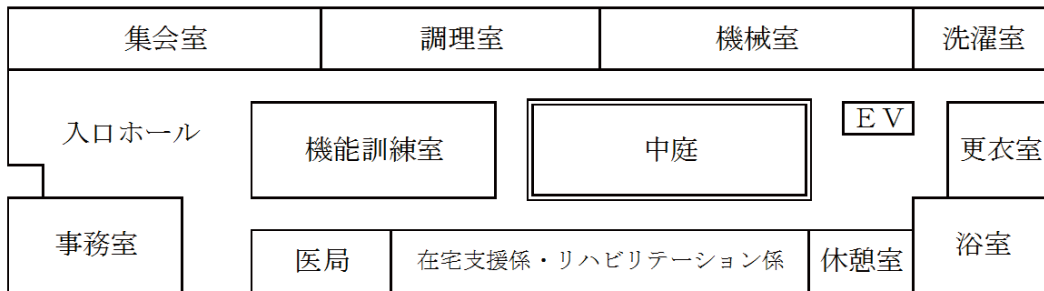 集会室
調理室
機械室
洗濯室
入口ホール
機能訓練室
中庭
EV
更衣室
事務室
医局
在宅支援係・リハビリテーション係
休憩室
浴室